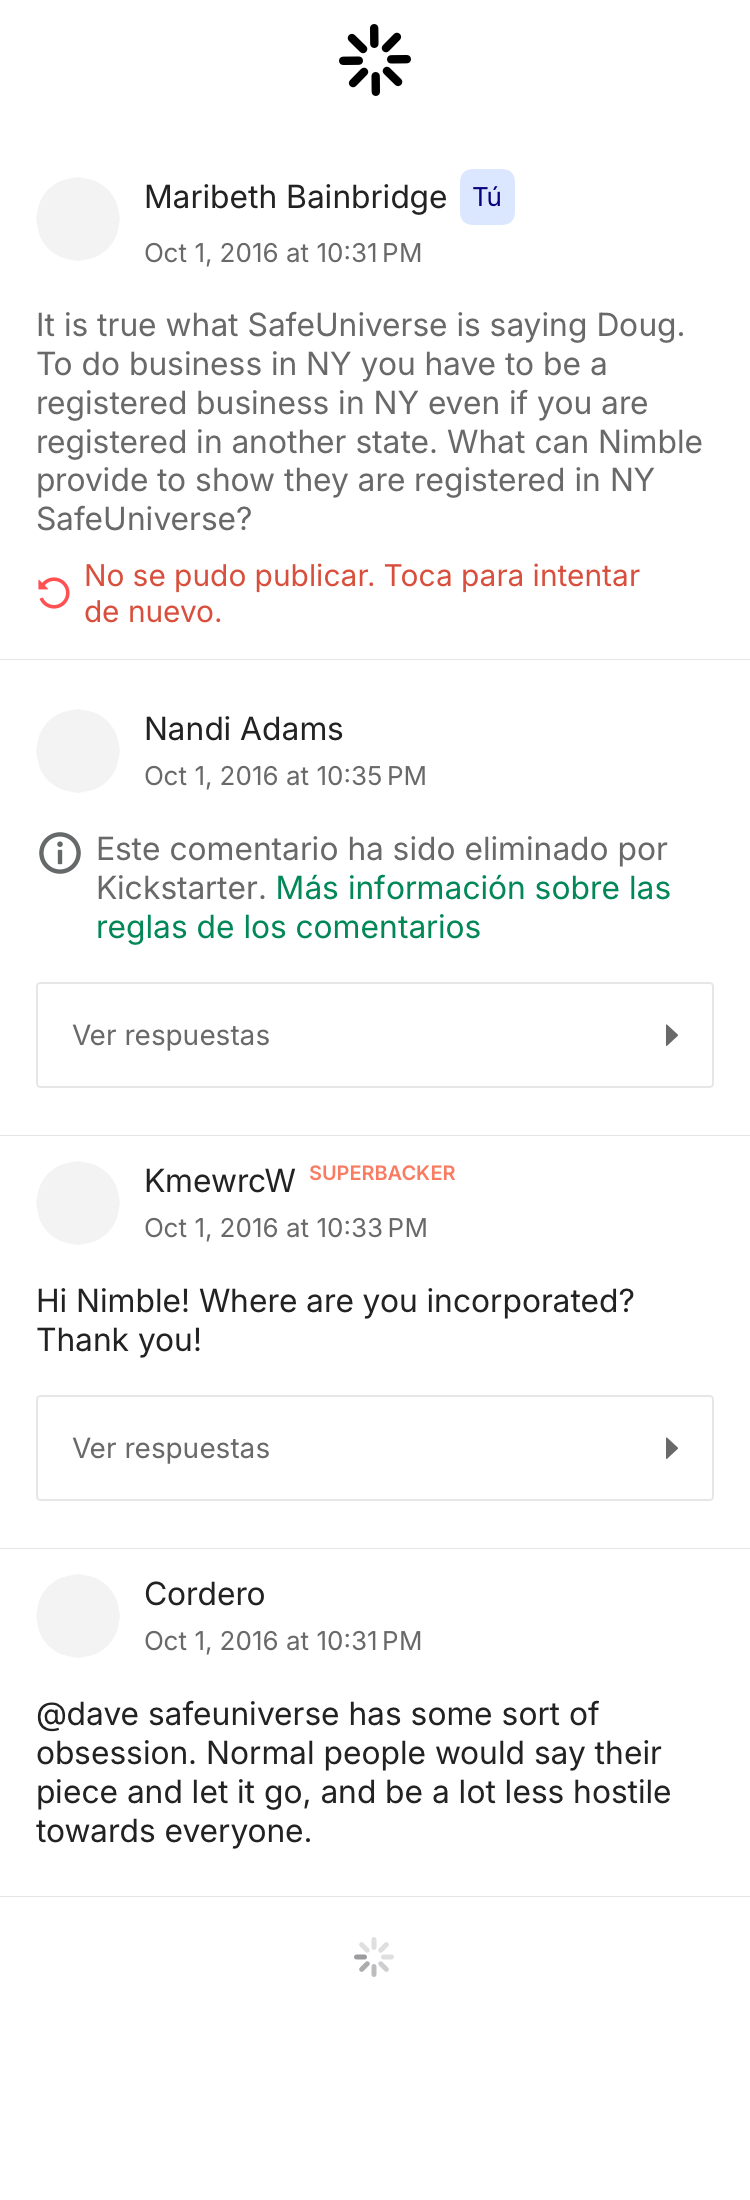 Maribeth Bainbridge Tú
Oct 1, 2016 at 10:31 PM
It is true what SafeUniverse is saying Doug.
To do business in NY you have to be a
registered business in NY even if you are
registered in another state. What can Nimble
provide to show they are registered in NY
SafeUniverse?
No se pudo publicar. Toca para intentar
de nuevo.
Nandi Adams
Oct 1, 2016 at 10:35 PM
Este comentario ha sido eliminado por
Kickstarter. Más información sobre las
reglas de los comentarios
Ver respuestas
KmewrcW SUPERBACKER
Oct 1, 2016 at 10:33 PM
Hi Nimble! Where are you incorporated?
Thank you!
Ver respuestas
Cordero
Oct 1, 2016 at 10:31 PM
@dave safeuniverse has some sort of
obsession. Normal people would say their
piece and let it go, and be a lot less hostile
towards everyone.